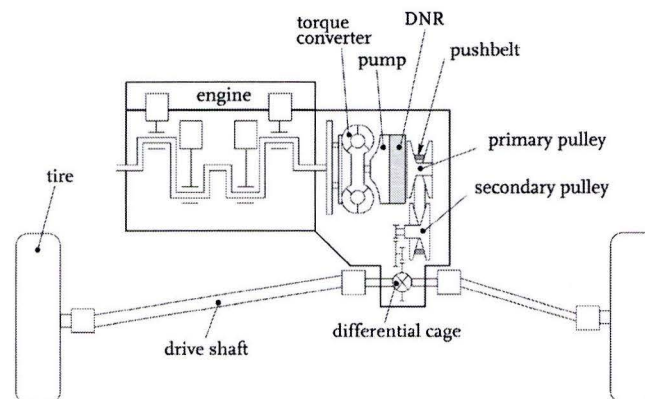 torque
converter
DNR
pump
pushbelt
engine
primary pulley
tire
secondary pulley
differential cage
drive shaft